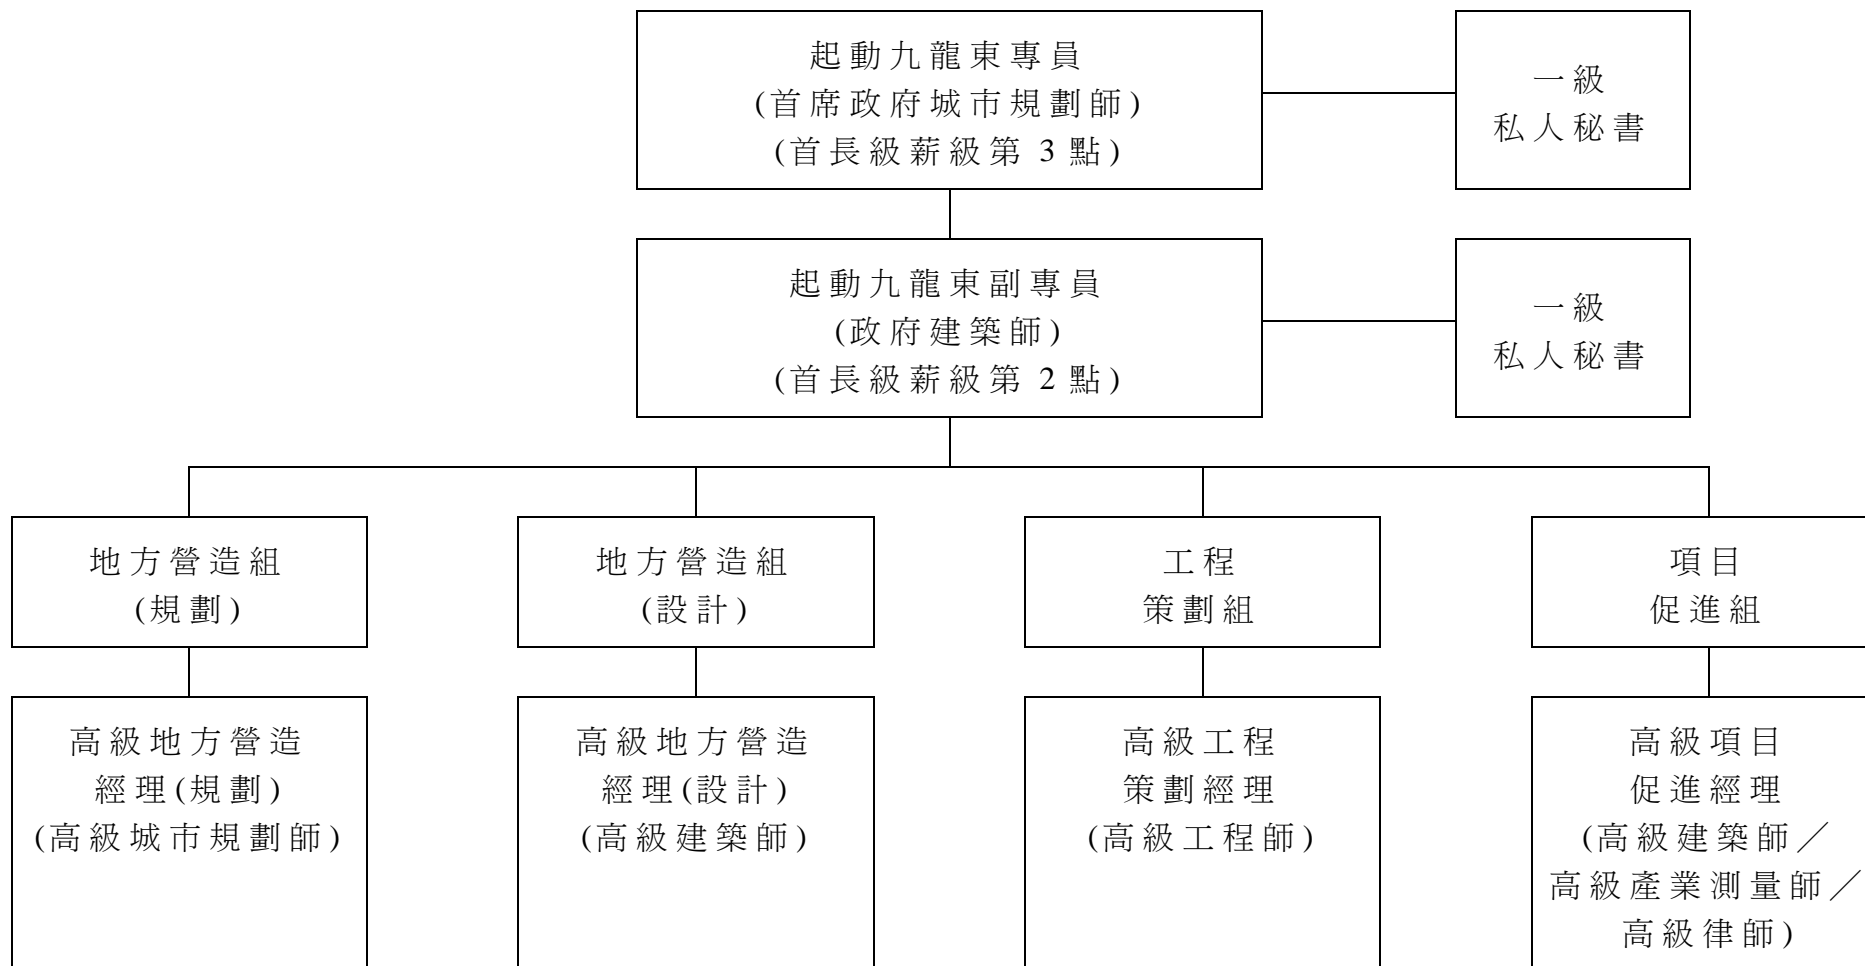 起動九龍東專員
(首席政府城市規劃師)
(首長級薪級第 3 點)
一級
私人秘書
起動九龍東副專員
(政府建築師)
(首長級薪級第 2 點)
一級
私人秘書
地方營造組
(規劃)
地方營造組
(設計)
工程
策劃組
項目
促進組
高級地方營造
經理(規劃)
(高級城市規劃師)
高級地方營造
經理(設計)
(高級建築師)
高級工程
策劃經理
(高級工程師)
高級項目
促進經理
(高級建築師／
高級產業測量師／
高級律師)